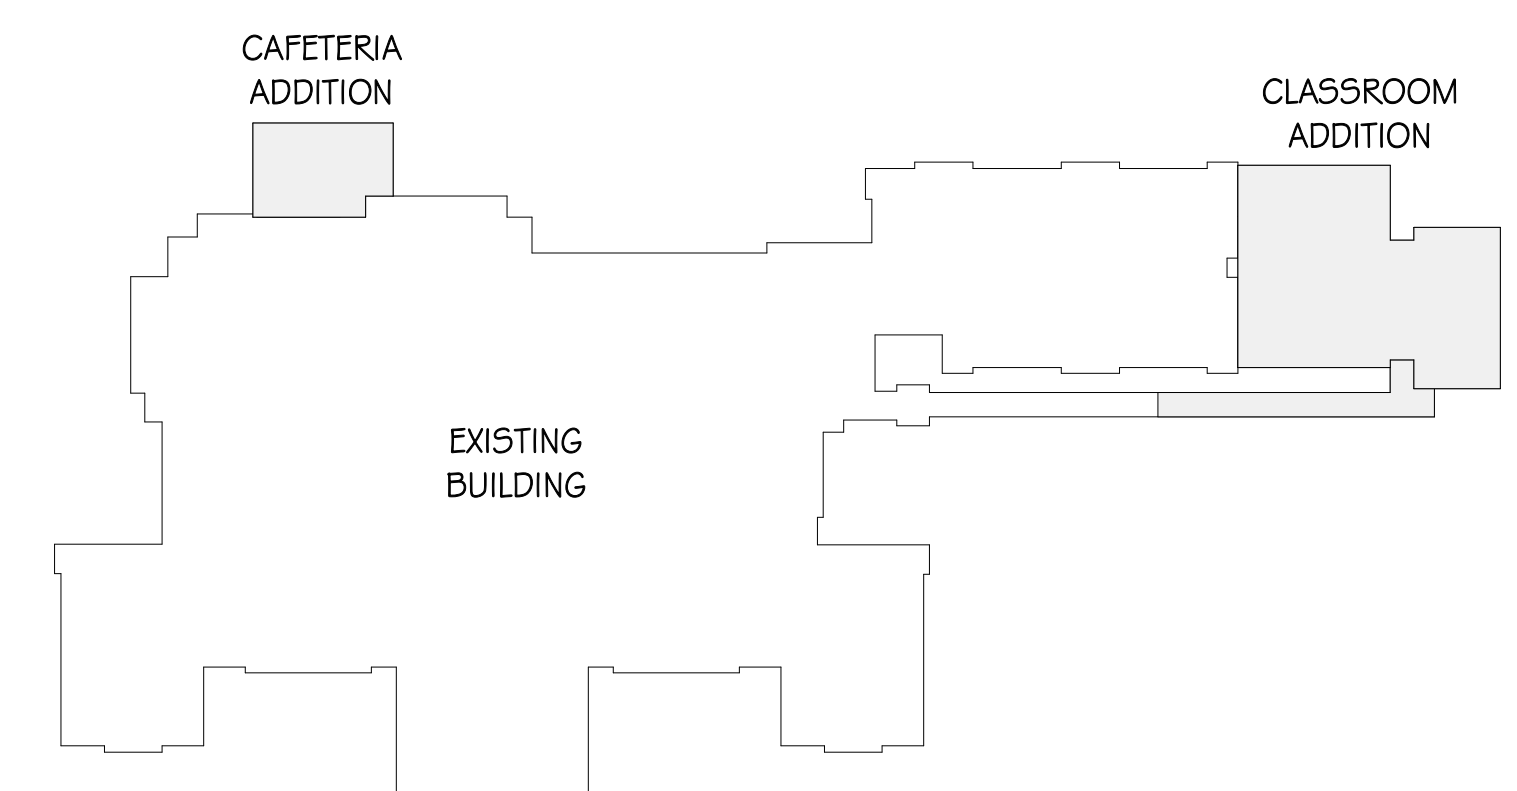 CAFETERIA
ADDITION
CLASSROOM
ADDITION
EXISTING
BUILDING